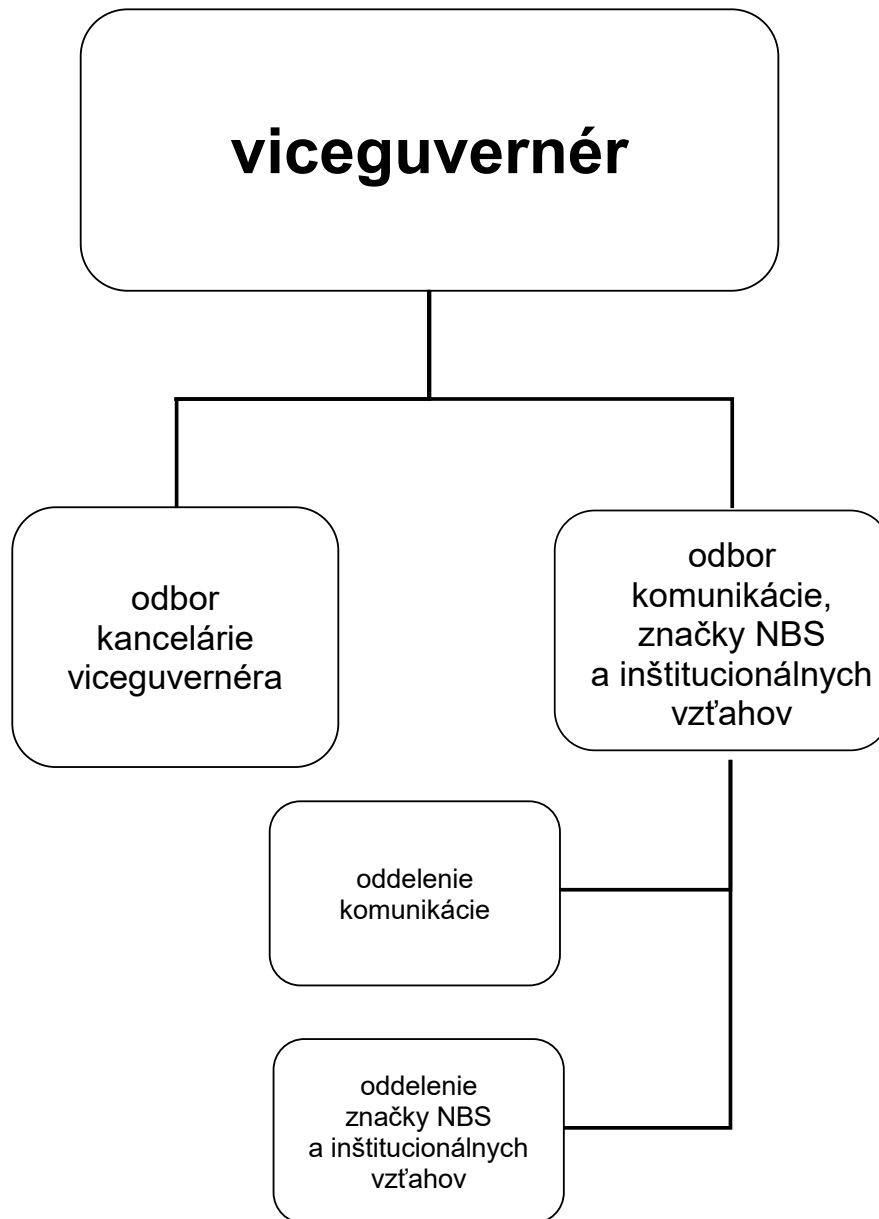 viceguvernér
odbor
kancelárie
viceguvernéra
odbor
komunikácie,
značky NBS
a inštitucionálnych
vzťahov
oddelenie
komunikácie
oddelenie
značky NBS
a inštitucionálnych
vzťahov